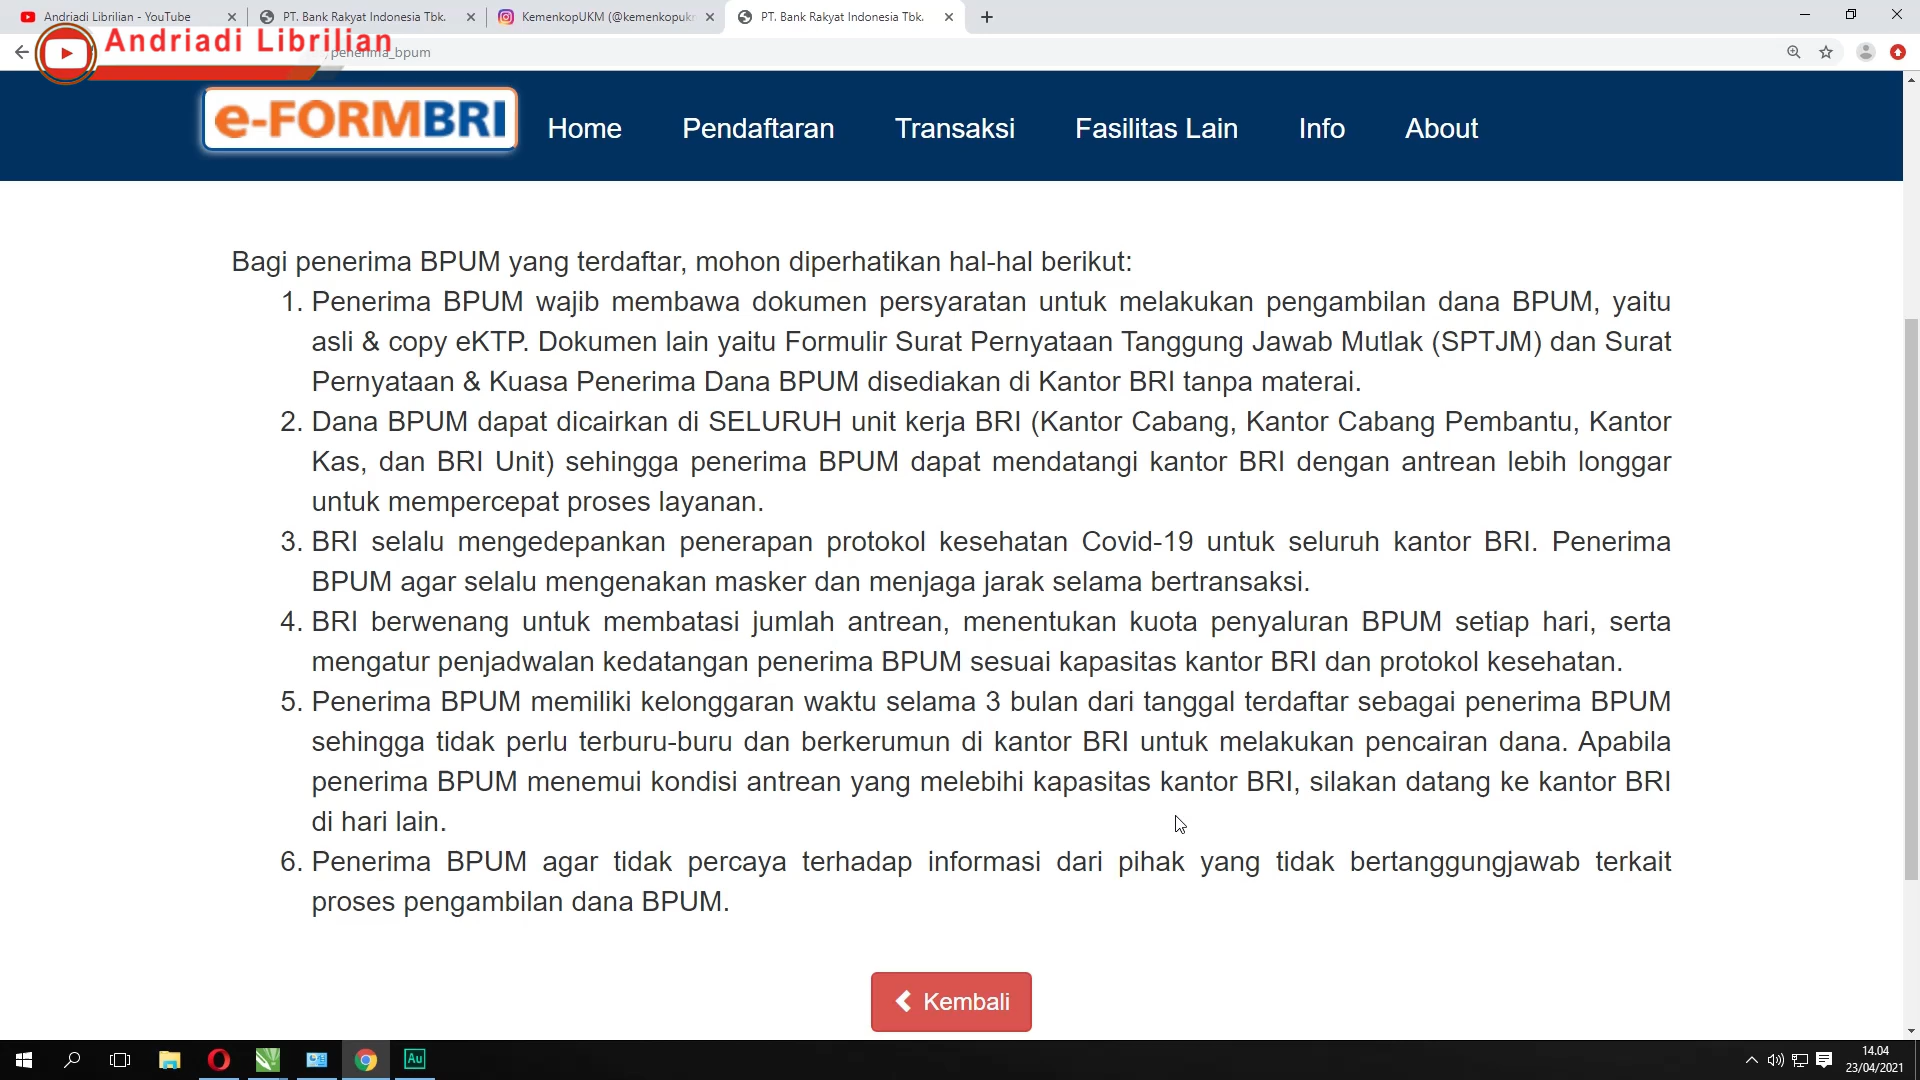 Andriadi Librilian - YouTube
PT. Bank Rakyat Indonesia Tbk.
KemenkopUKM (@kemenkopukm
PT. Bank Rakyat Indonesia Tbk.
Andriadi Librilian
penerima_bpum
e-FORMBRI
Home
Pendaftaran
Transaksi
Fasilitas Lain
Info
About
Bagi penerima BPUM yang terdaftar, mohon diperhatikan hal-hal berikut:
1. Penerima BPUM wajib membawa dokumen persyaratan untuk melakukan pengambilan dana BPUM, yaitu
asli & copy eKTP. Dokumen lain yaitu Formulir Surat Pernyataan Tanggung Jawab Mutlak (SPTJM) dan Surat
Pernyataan & Kuasa Penerima Dana BPUM disediakan di Kantor BRI tanpa materai.
2. Dana BPUM dapat dicairkan di SELURUH unit kerja BRI (Kantor Cabang, Kantor Cabang Pembantu, Kantor
Kas, dan BRI Unit) sehingga penerima BPUM dapat mendatangi kantor BRI dengan antrean lebih longgar
untuk mempercepat proses layanan.
3. BRI selalu mengedepankan penerapan protokol kesehatan Covid-19 untuk seluruh kantor BRI. Penerima
BPUM agar selalu mengenakan masker dan menjaga jarak selama bertransaksi.
4. BRI berwenang untuk membatasi jumlah antrean, menentukan kuota penyaluran BPUM setiap hari, serta
mengatur penjadwalan kedatangan penerima BPUM sesuai kapasitas kantor BRI dan protokol kesehatan.
5. Penerima BPUM memiliki kelonggaran waktu selama 3 bulan dari tanggal terdaftar sebagai penerima BPUM
sehingga tidak perlu terburu-buru dan berkerumun di kantor BRI untuk melakukan pencairan dana. Apabila
penerima BPUM menemui kondisi antrean yang melebihi kapasitas kantor BRI, silakan datang ke kantor BRI
di hari lain.
6. Penerima BPUM agar tidak percaya terhadap informasi dari pihak yang tidak bertanggungjawab terkait
proses pengambilan dana BPUM.
Kembali
Au
14.04
23/04/2021